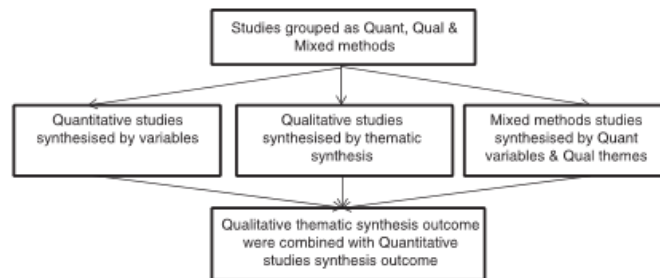 Studies grouped as Quant, Qual &
Mixed methods
Quantitative studies
synthesised by variables
Qualitative studies
synthesised by thematic
synthesis
Mixed methods studies
synthesised by Quant
variables & Qual themes
Qualitative thematic synthesis outcome
were combined with Quantitative
studies synthesis outcome